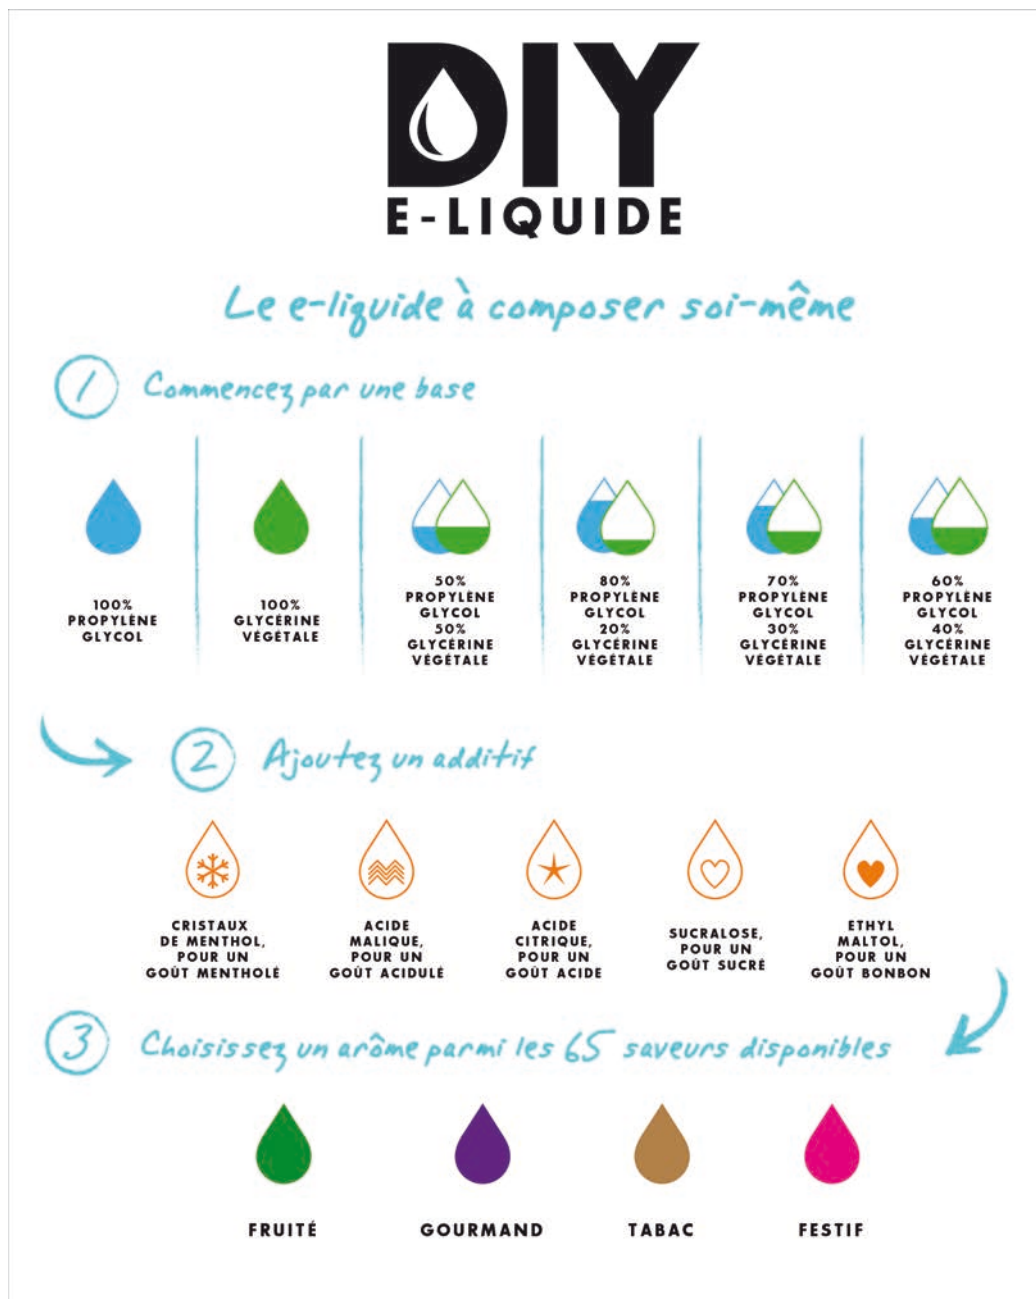 DIY
E-LIQUIDE
Le e-liquide à composer soi-même
1 Commencez par une base
100%
PROPYLÈNE
GLYCOL
100%
GLYCÉRINE
VÉGÉTALE
50%
PROPYLÈNE
GLYCOL
50%
GLYCÉRINE
VÉGÉTALE
80%
PROPYLÈNE
GLYCOL
20%
GLYCÉRINE
VÉGÉTALE
70%
PROPYLÈNE
GLYCOL
30%
GLYCÉRINE
VÉGÉTALE
60%
PROPYLÈNE
GLYCOL
40%
GLYCÉRINE
VÉGÉTALE
2 Ajoutez un additif
CRISTAUX
DE MENTHOL,
POUR UN
GOÛT MENTHOLÉ
ACIDE
MALIQUE,
POUR UN
GOÛT ACIDULÉ
ACIDE
CITRIQUE,
POUR UN
GOÛT ACIDE
SUCRALOSE,
POUR UN
GOÛT SUCRÉ
ETHYL
MALTOL,
POUR UN
GOÛT BONBON
3 Choisissez un arôme parmi les 65 saveurs disponibles
FRUITÉ
GOURMAND
TABAC
FESTIF